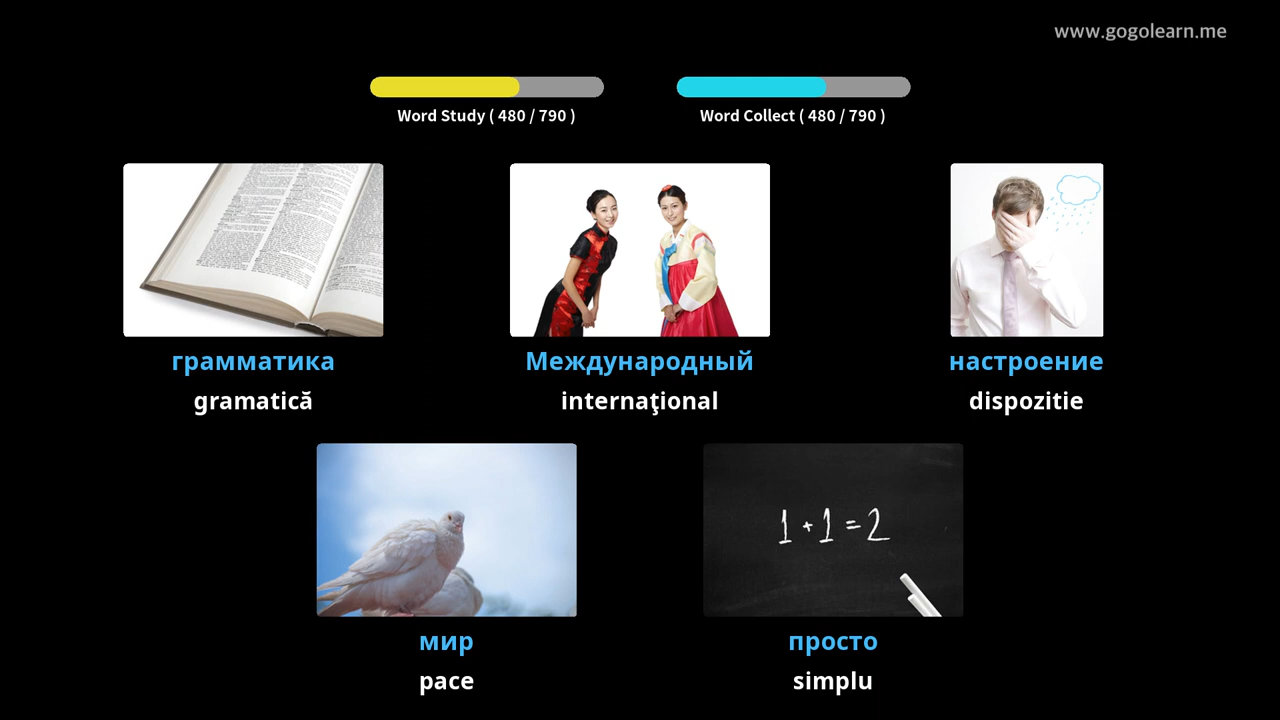 www.gogolearn.me
Word Study ( 480 / 790 )
Word Collect ( 480 / 790 )
грамматика
gramatică
Международный
internaţional
настроение
dispozitie
1 + 1 = 2
мир
pace
просто
simplu